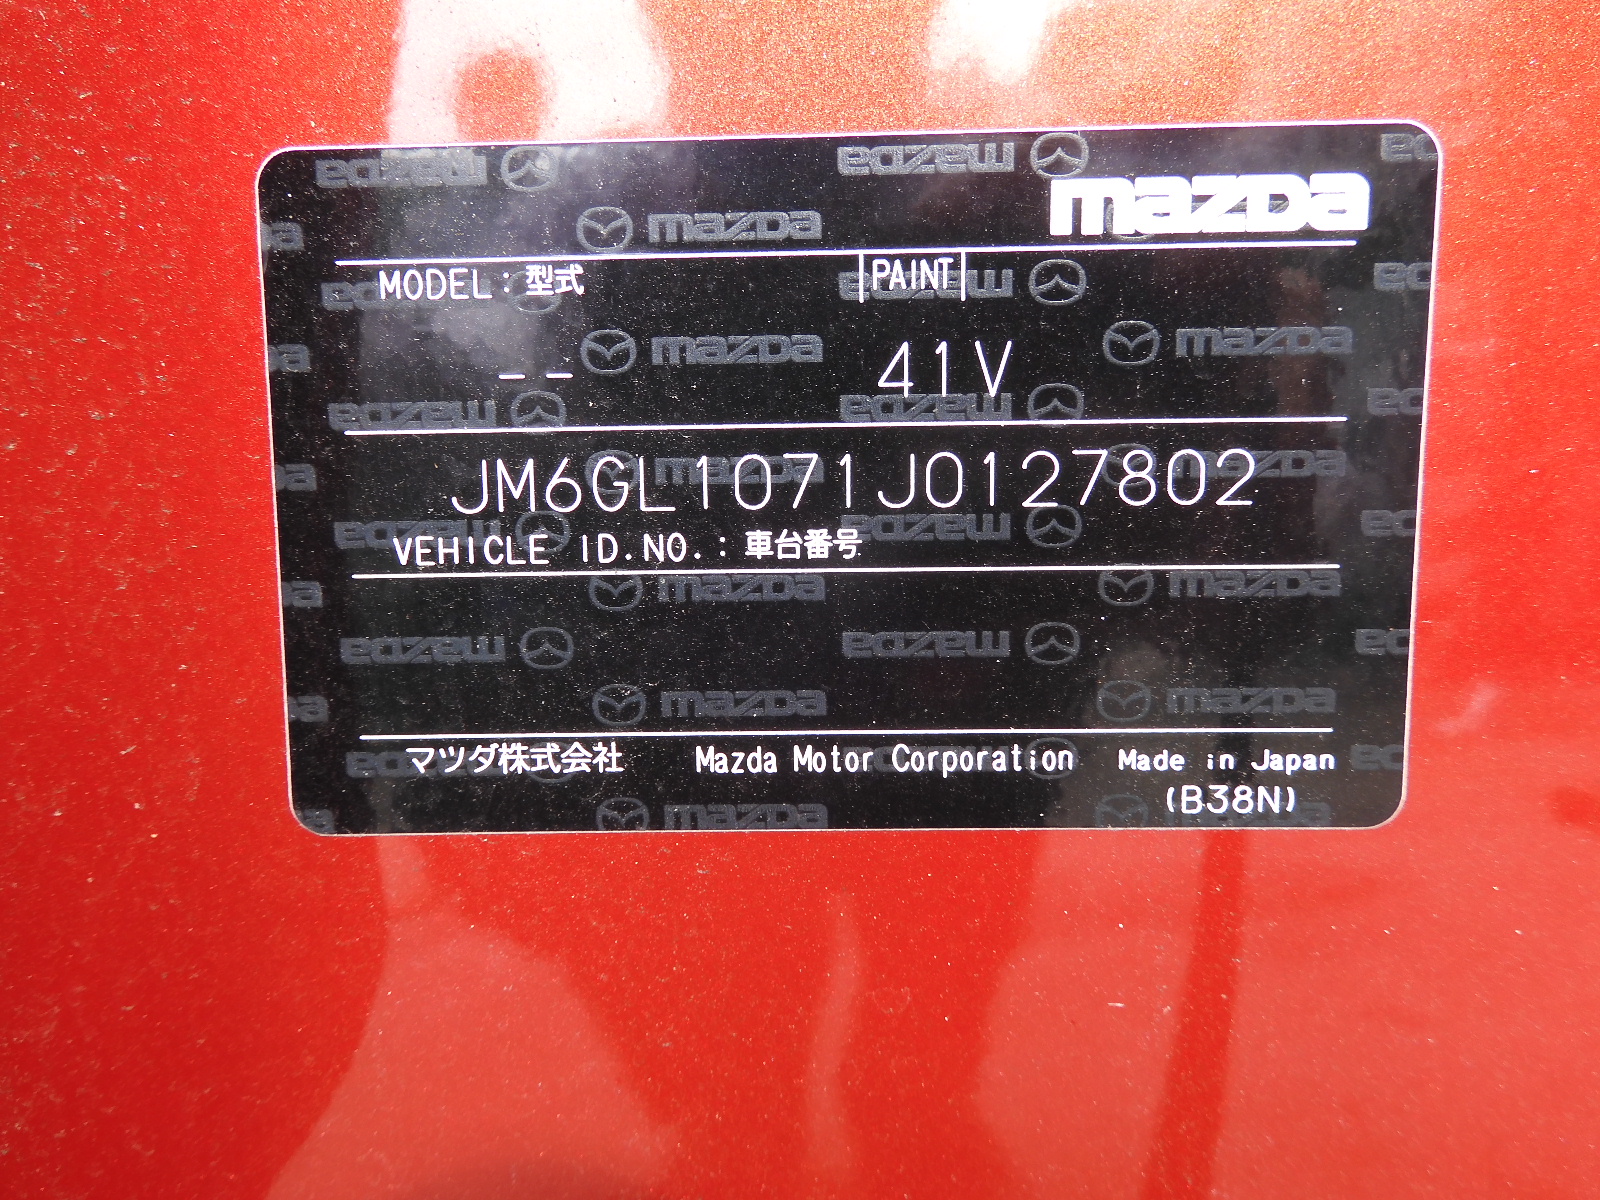 mazda
MODEL : 型式 PAINT
-- 41V
JM6GL1071J0127802
VEHICLE ID.NO. : 車台番号
マツダ株式会社 Mazda Motor Corporation Made in Japan
(B38N)